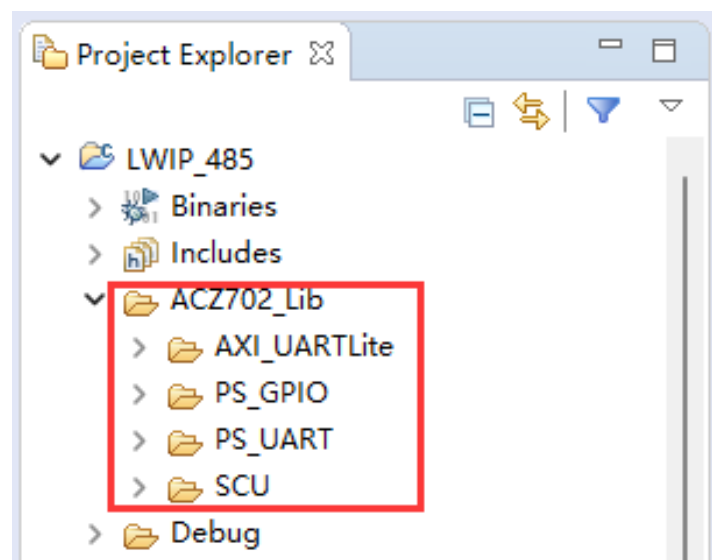 Project Explorer
LWIP_485
Binaries
Includes
ACZ702_Lib
AXI_UARTLite
PS_GPIO
PS_UART
SCU
Debug